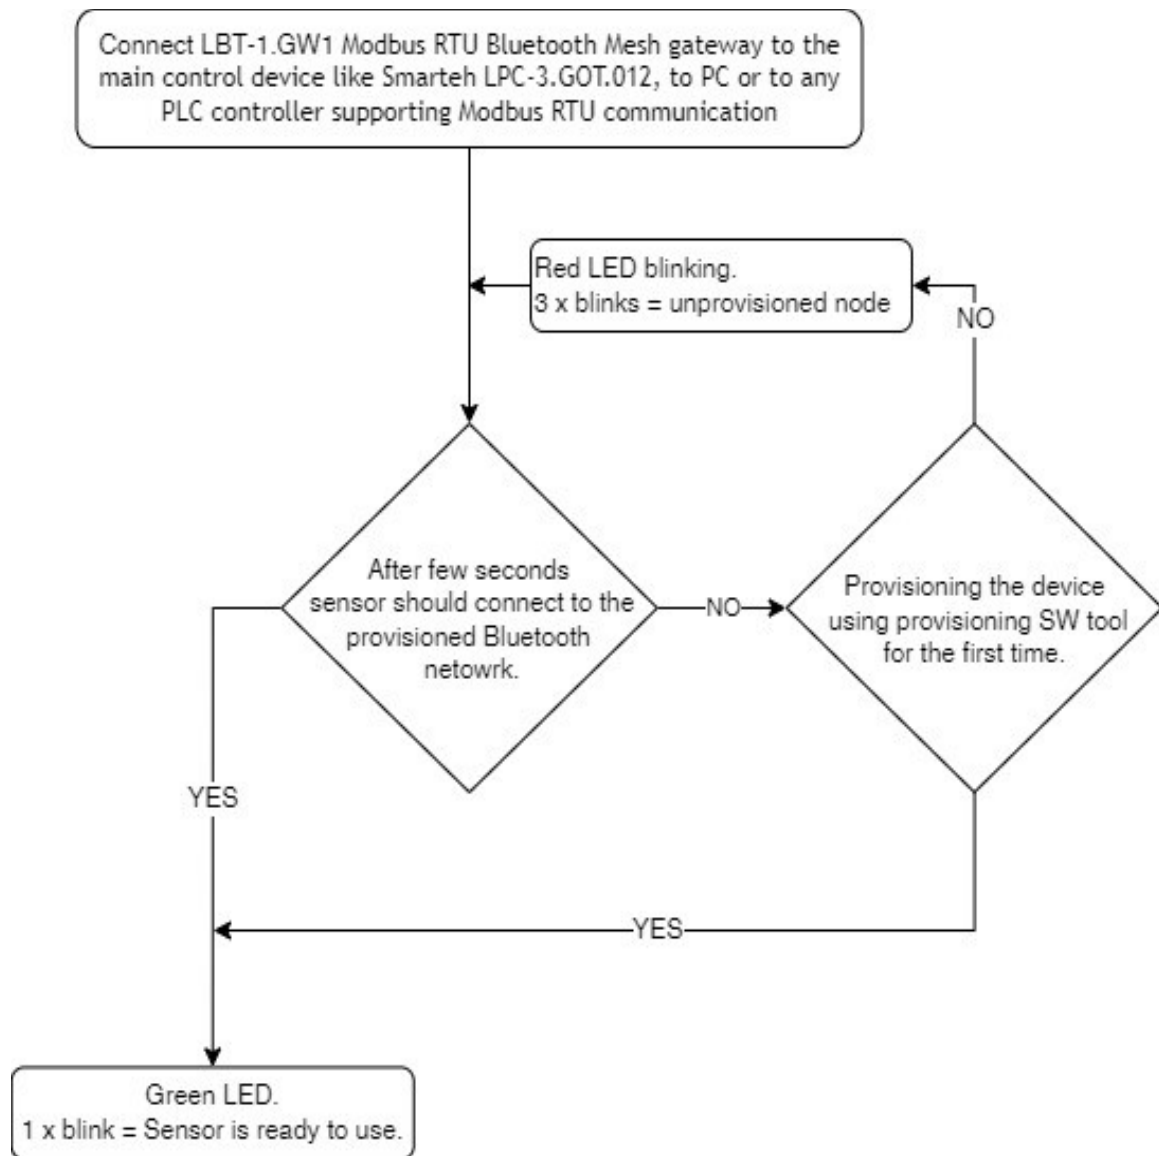 Connect LBT-1.GW1 Modbus RTU Bluetooth Mesh gateway to the
main control device like Smarteh LPC-3.GOT.012, to PC or to any
PLC controller supporting Modbus RTU communication
Red LED blinking.
3 x blinks = unprovisioned node
NO
After few seconds
sensor should connect to the
provisioned Bluetooth
netowrk.
NO
Provisioning the device
using provisioning SW tool
for the first time.
YES
YES
Green LED.
1 x blink = Sensor is ready to use.